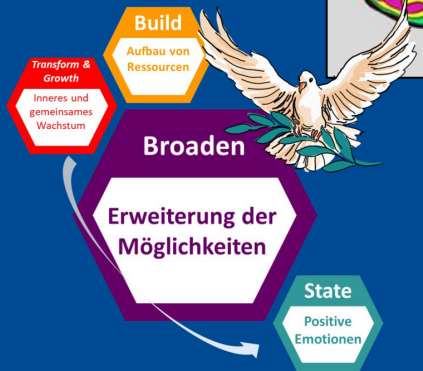 Build
Aufbau von
Ressourcen
Transform &
Growth
Inneres und
gemeinsames
Wachstum
Broaden
Erweiterung der
Möglichkeiten
State
Positive
Emotionen